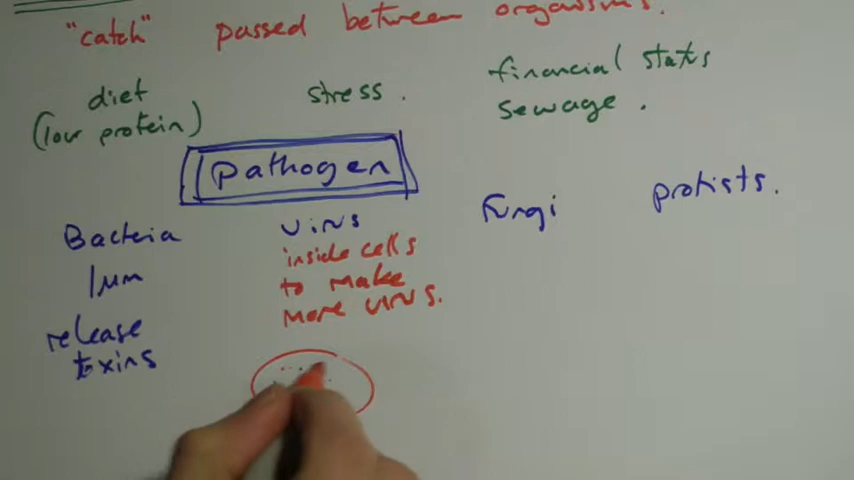 "catch" passed between organisms.
diet stress. financial status
(low protein) sewage.
pathogen
Bacteria virus fungi protists.
1µm inside cells
to make
release more virus.
toxins